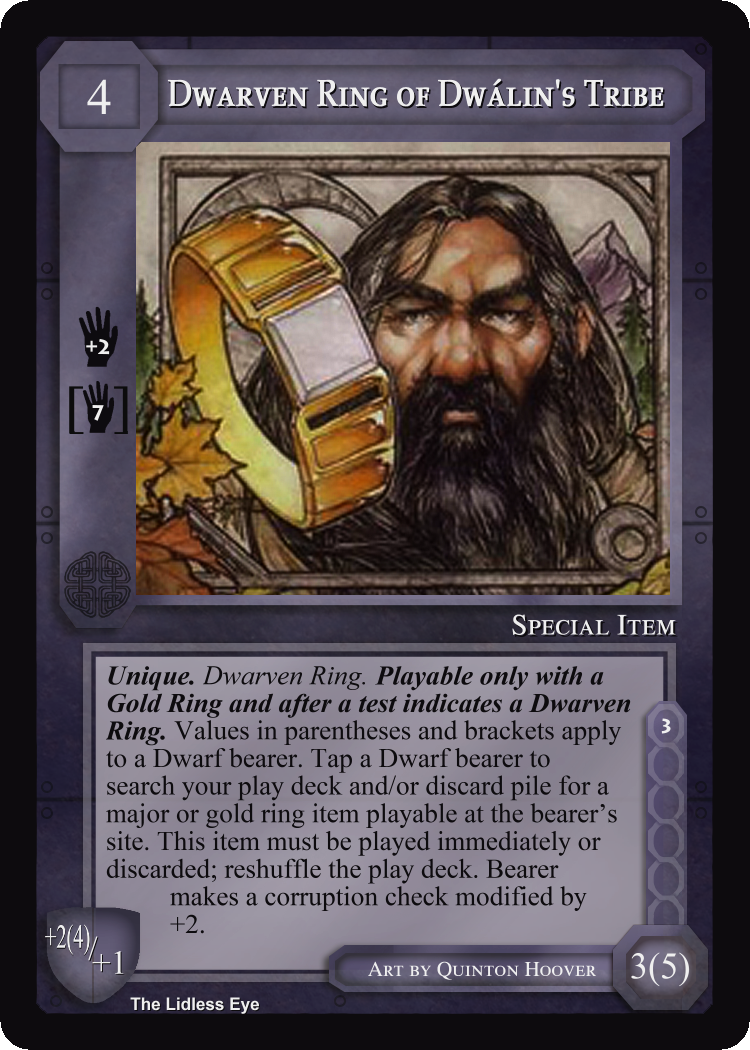 4
Dwarven Ring of Dwálin's Tribe
+2
[7]
Special Item
Unique. Dwarven Ring. Playable only with a
Gold Ring and after a test indicates a Dwarven
Ring. Values in parentheses and brackets apply
to a Dwarf bearer. Tap a Dwarf bearer to
search your play deck and/or discard pile for a
major or gold ring item playable at the bearer's
site. This item must be played immediately or
discarded; reshuffle the play deck. Bearer
makes a corruption check modified by
+2.
3
+2(4)/+1
Art by Quinton Hoover
3(5)
The Lidless Eye